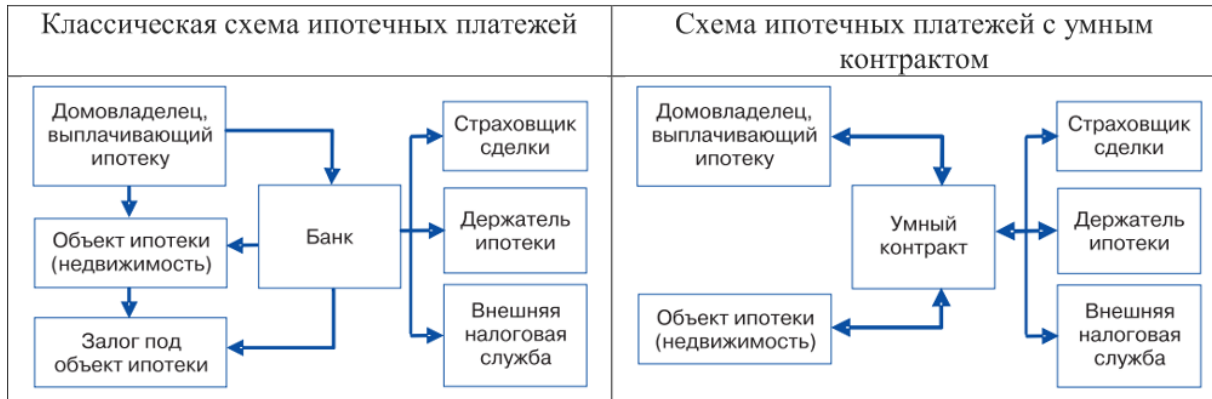 Классическая схема ипотечных платежей
Схема ипотечных платежей с умным
контрактом
Домовладелец,
выплачивающий
ипотеку
Объект ипотеки
(недвижимость)
Залог под
объект ипотеки
Банк
Страховщик
сделки
Держатель
ипотеки
Внешняя
налоговая
служба
Домовладелец,
выплачивающий
ипотеку
Объект ипотеки
(недвижимость)
Умный
контракт
Страховщик
сделки
Держатель
ипотеки
Внешняя
налоговая
служба